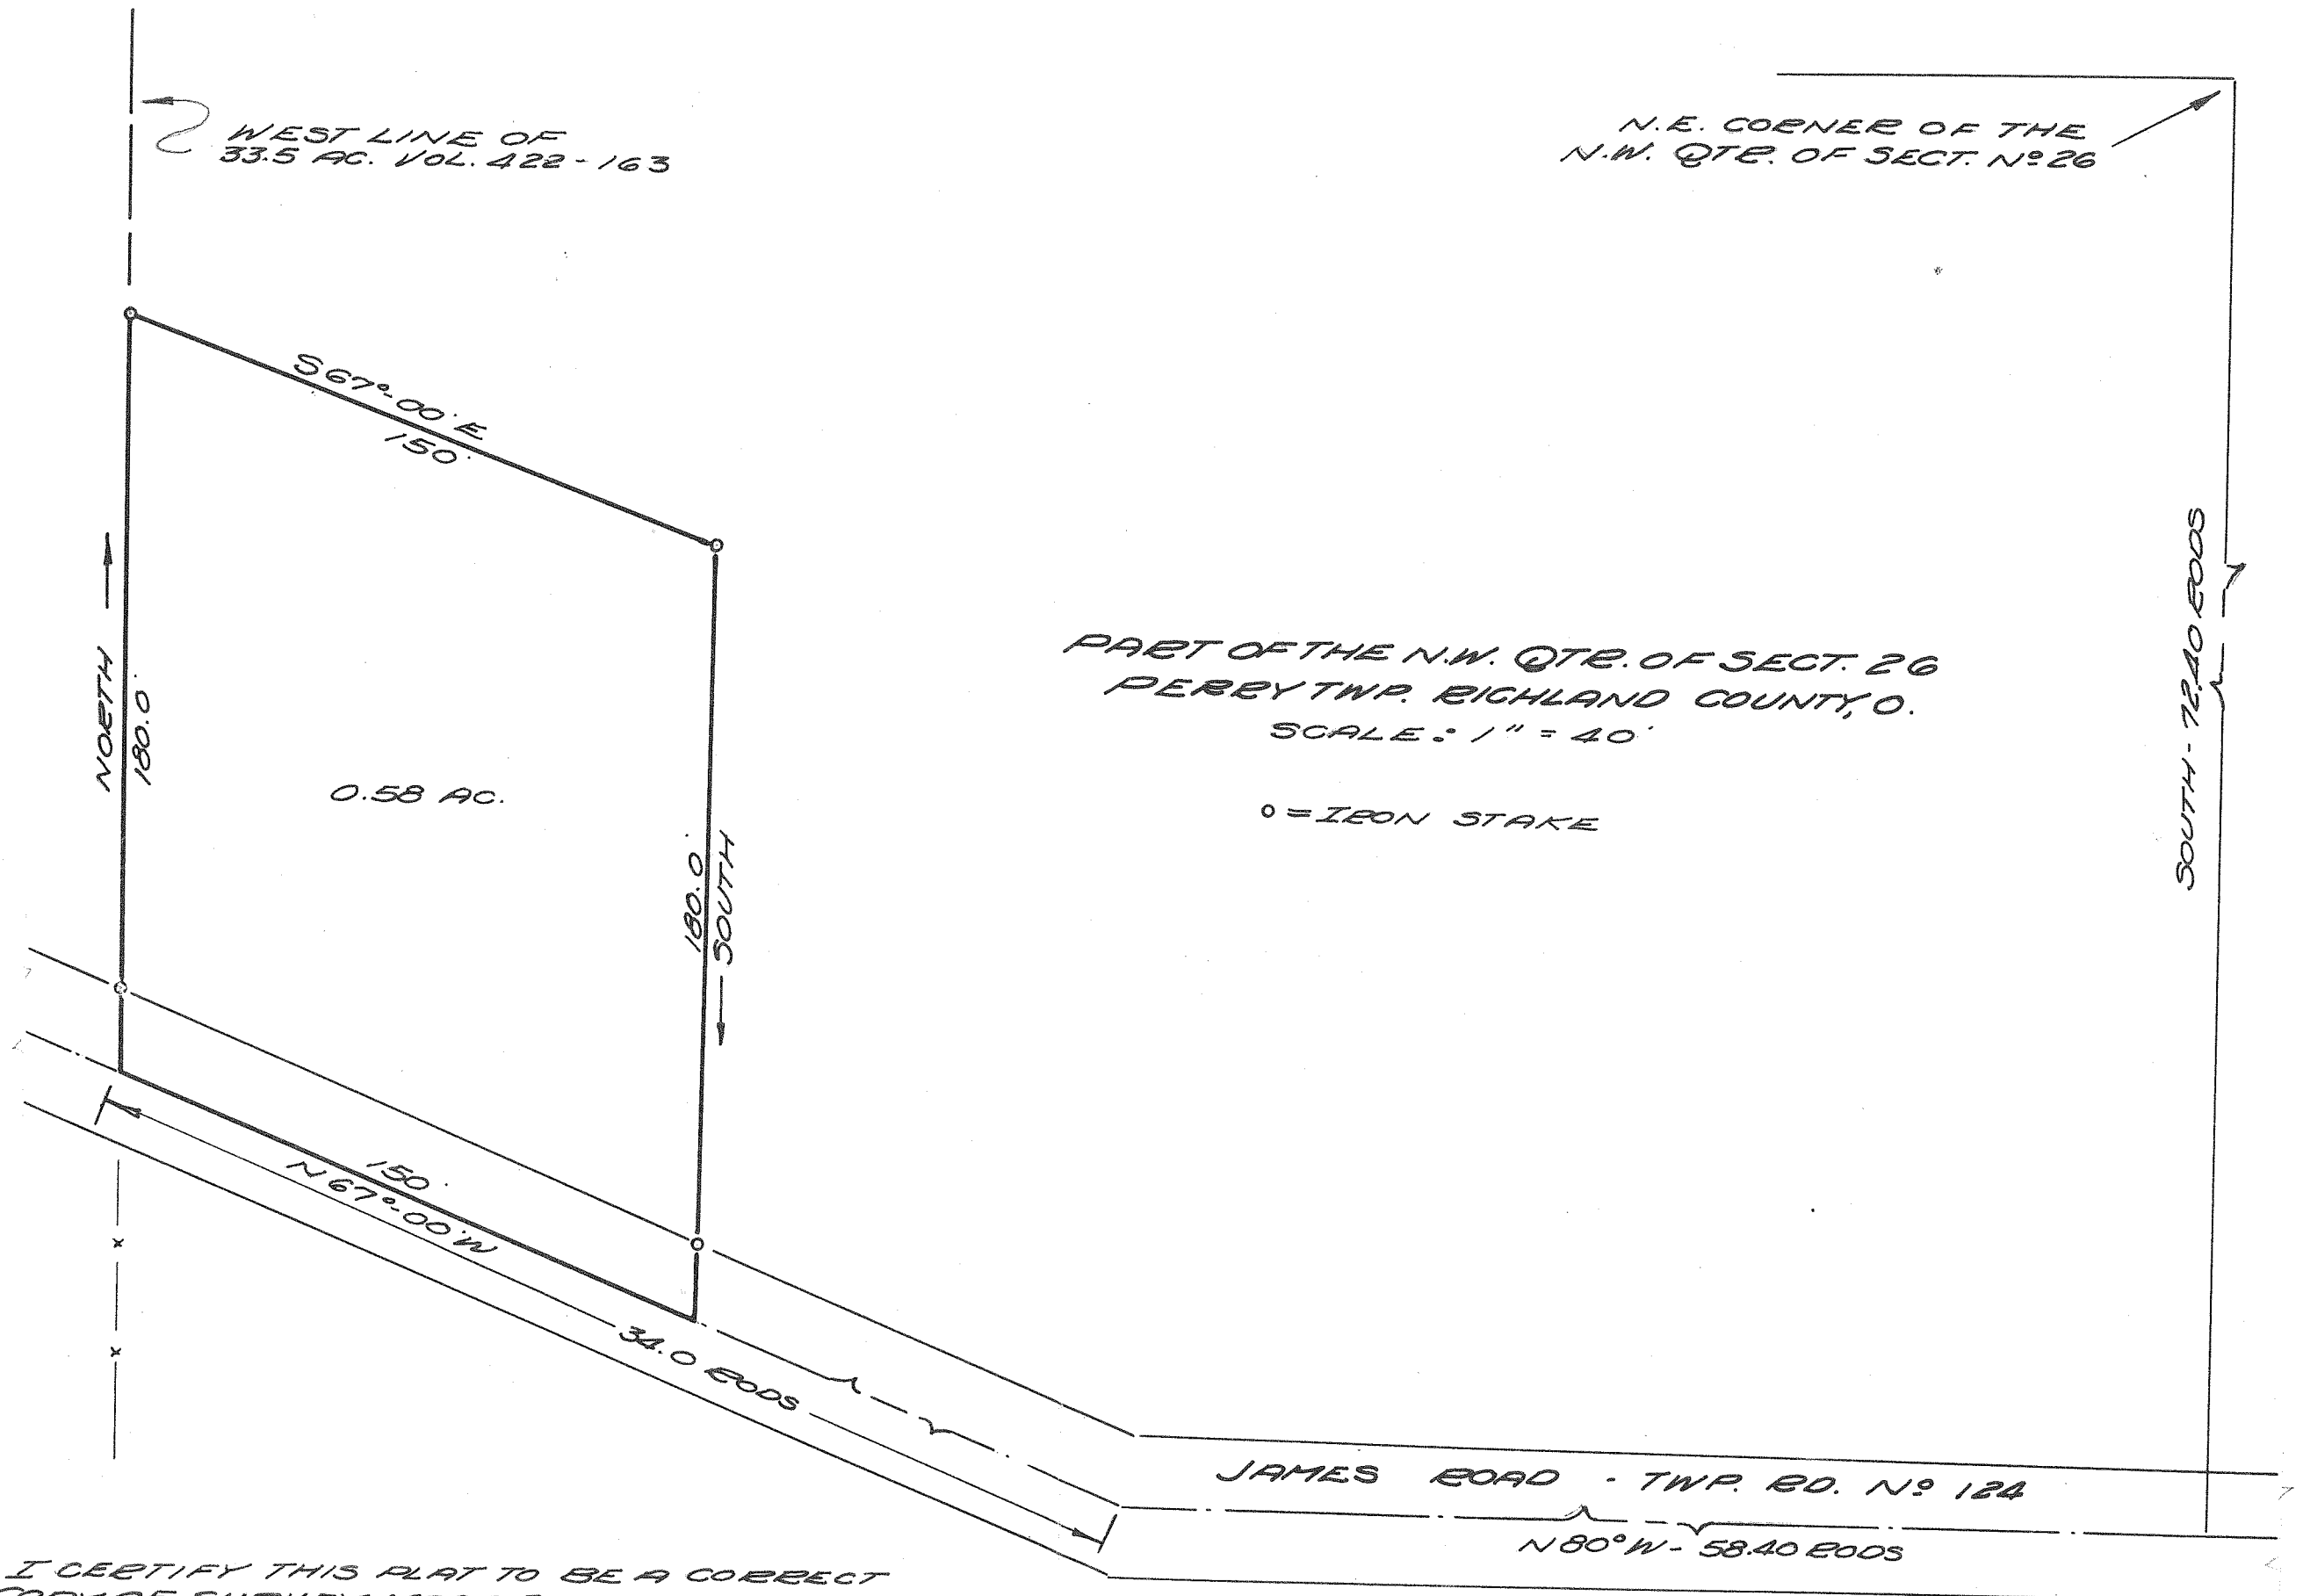 WEST LINE OF
33.5 AC. VOL. 422-163
N.E. CORNER OF THE
N.W. QTR. OF SECT. Nº 26
S 67°-00' E
150'
NORTH
180.0'
0.58 AC.
180.0'
SOUTH
PART OF THE N.W. QTR. OF SECT. 26
PERRY TWP. RICHLAND COUNTY, O.
SCALE: 1" = 40'
o = IRON STAKE
SOUTH - 72.40 RODS
150'
N 67°-00' W
34.0 RODS
JAMES ROAD - TWP. RD. Nº 124
N 80° W - 58.40 RODS
I CERTIFY THIS PLAT TO BE A CORRECT